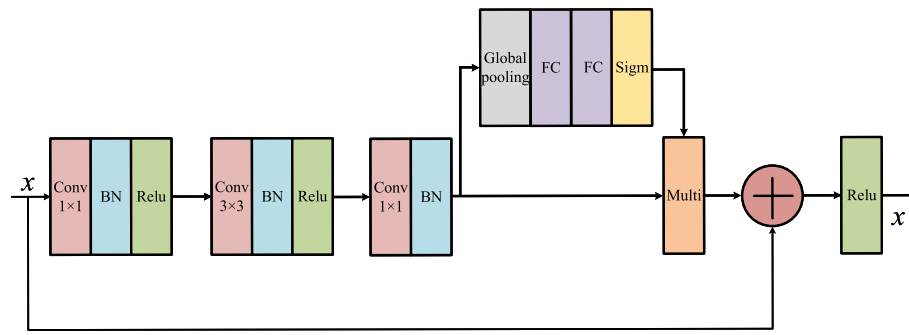 Global
pooling
FC
FC
Sigm
x
Conv
1×1
BN
Relu
Conv
3×3
BN
Relu
Conv
1×1
BN
Multi
Relu
x